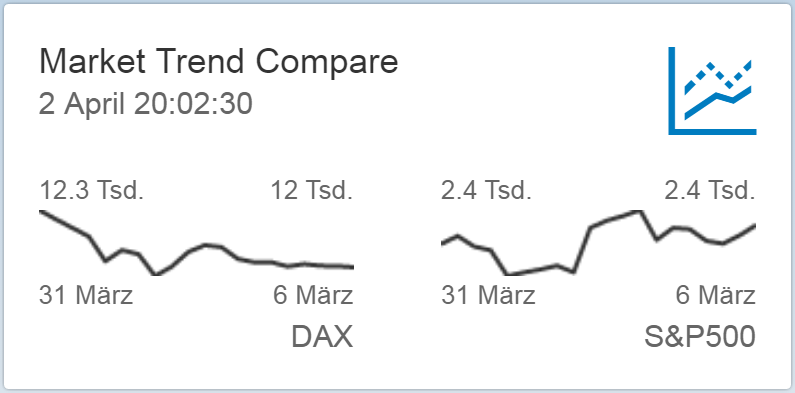 Market Trend Compare
2 April 20:02:30
12.3 Tsd.
12 Tsd.
31 März
6 März
DAX
2.4 Tsd.
2.4 Tsd.
31 März
6 März
S&P500